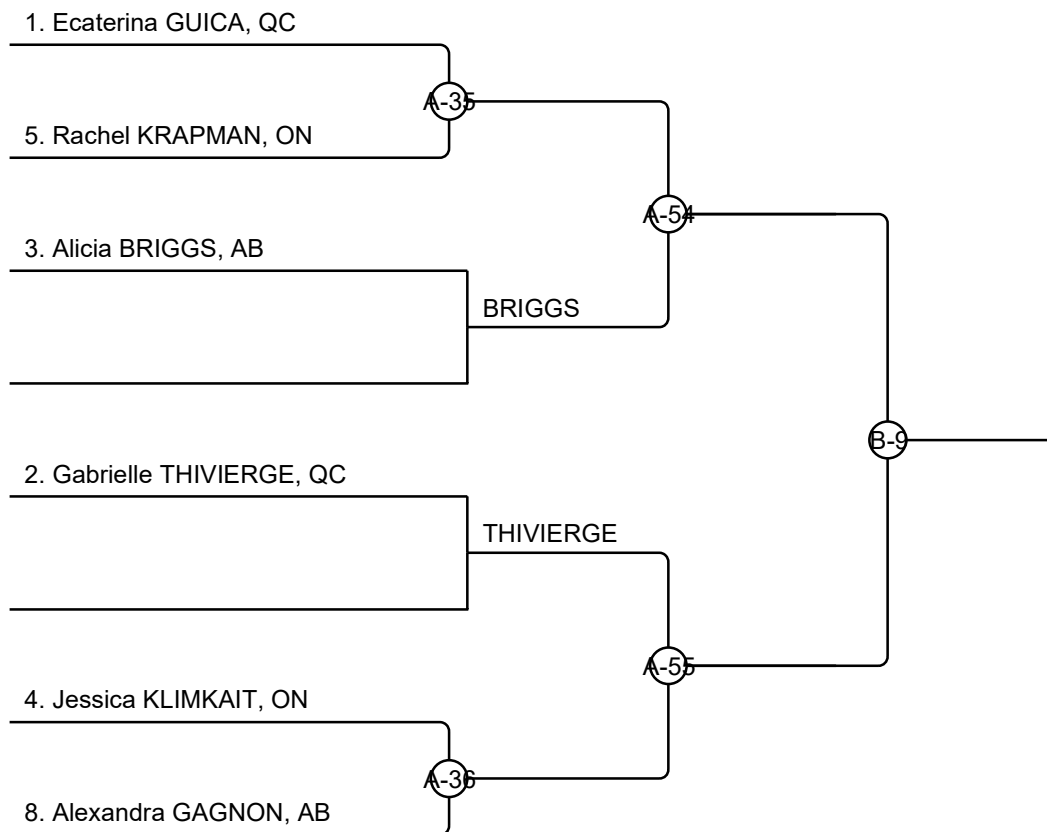 1. Ecaterina GUICA, QC
A-35
5. Rachel KRAPMAN, ON
A-54
3. Alicia BRIGGS, AB
BRIGGS
B-9
2. Gabrielle THIVIERGE, QC
THIVIERGE
A-55
4. Jessica KLIMKAIT, ON
A-36
8. Alexandra GAGNON, AB